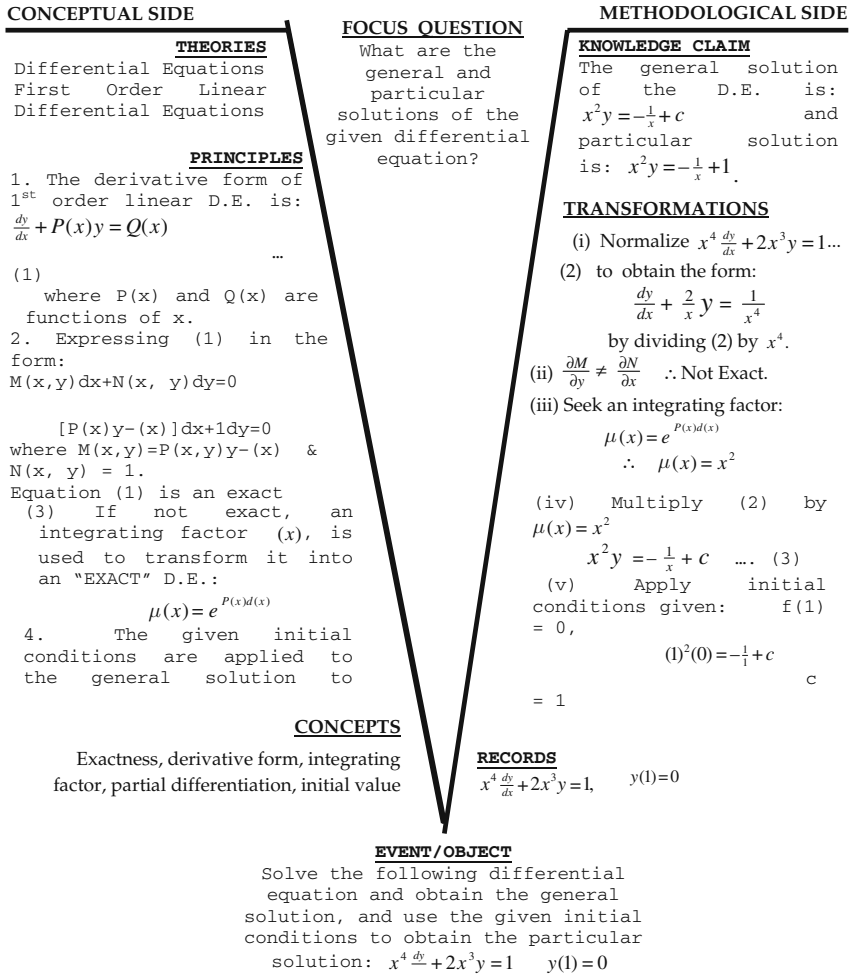 CONCEPTUAL SIDE
THEORIES
Differential Equations
First Order Linear
Differential Equations
PRINCIPLES
1. The derivative form of
1st order linear D.E. is:
dy/dx + P(x)y = Q(x)
…
(1)
where P(x) and Q(x) are
functions of x.
2. Expressing (1) in the
form:
M(x,y)dx+N(x, y)dy=0
[P(x)y-(x)]dx+1dy=0
where M(x,y)=P(x,y)y-(x) &
N(x, y) = 1.
Equation (1) is an exact
(3) If not exact, an
integrating factor (x), is
used to transform it into
an “EXACT” D.E.:
μ(x) = e^P(x)d(x)
4. The given initial
conditions are applied to
the general solution to
CONCEPTS
Exactness, derivative form, integrating
factor, partial differentiation, initial value
FOCUS QUESTION
What are the
general and
particular
solutions of the
given differential
equation?
METHODOLOGICAL SIDE
KNOWLEDGE CLAIM
The general solution
of the D.E. is:
x²y = −1/x + c and
particular solution
is: x²y = −1/x + 1.
TRANSFORMATIONS
(i) Normalize x⁴ dy/dx + 2x³y = 1…
(2) to obtain the form:
dy/dx + 2/x y = 1/x⁴
by dividing (2) by x⁴.
(ii) ∂M/∂y ≠ ∂N/∂x ∴ Not Exact.
(iii) Seek an integrating factor:
μ(x) = e^P(x)d(x)
∴ μ(x) = x²
(iv) Multiply (2) by
μ(x) = x²
x²y = −1/x + c …. (3)
(v) Apply initial
conditions given: f(1)
= 0,
(1)²(0) = −1/1 + c
c
= 1
RECORDS
x⁴ dy/dx + 2x³y = 1, y(1) = 0
EVENT/OBJECT
Solve the following differential
equation and obtain the general
solution, and use the given initial
conditions to obtain the particular
solution: x⁴ dy/ + 2x³y = 1 y(1) = 0